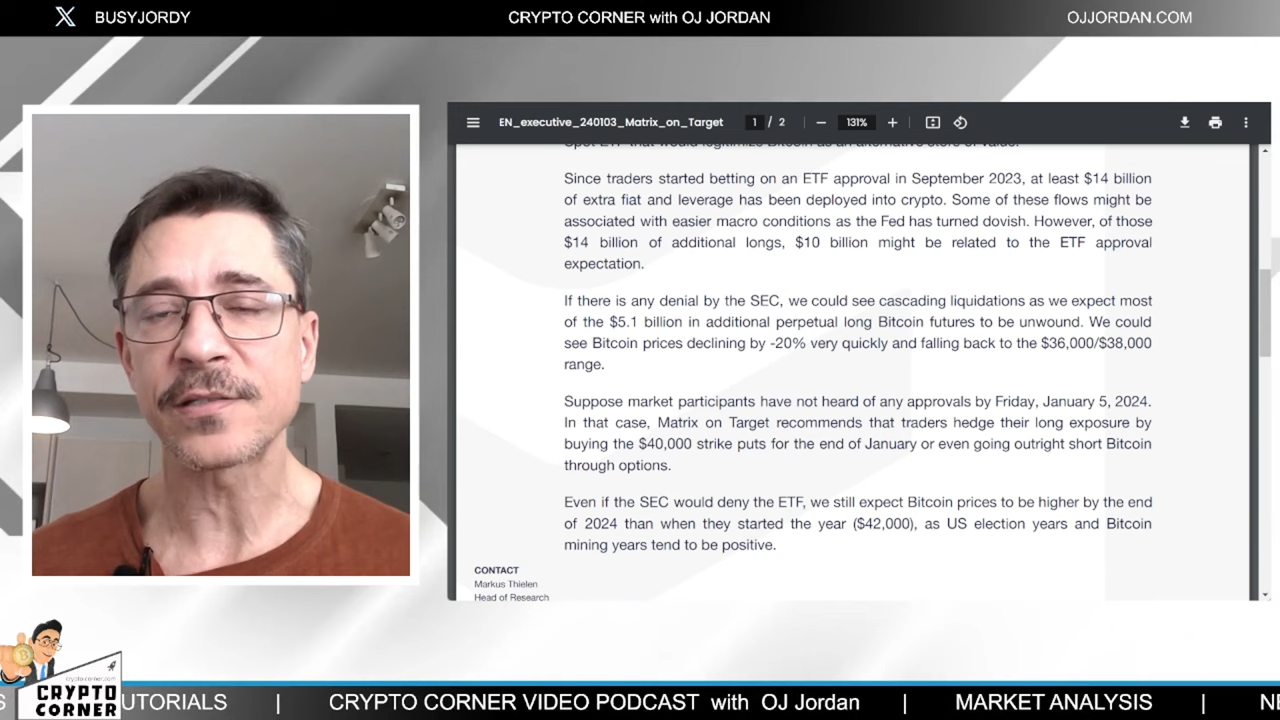 BUSYJORDY
CRYPTO CORNER with OJ JORDAN
OJJORDAN.COM
EN_executive_240103_Matrix_on_Target
1 / 2
131%
Spot ETF that would legitimize Bitcoin as an alternative store of value.
Since traders started betting on an ETF approval in September 2023, at least $14 billion
of extra fiat and leverage has been deployed into crypto. Some of these flows might be
associated with easier macro conditions as the Fed has turned dovish. However, of those
$14 billion of additional longs, $10 billion might be related to the ETF approval
expectation.
If there is any denial by the SEC, we could see cascading liquidations as we expect most
of the $5.1 billion in additional perpetual long Bitcoin futures to be unwound. We could
see Bitcoin prices declining by -20% very quickly and falling back to the $36,000/$38,000
range.
Suppose market participants have not heard of any approvals by Friday, January 5, 2024.
In that case, Matrix on Target recommends that traders hedge their long exposure by
buying the $40,000 strike puts for the end of January or even going outright short Bitcoin
through options.
Even if the SEC would deny the ETF, we still expect Bitcoin prices to be higher by the end
of 2024 than when they started the year ($42,000), as US election years and Bitcoin
mining years tend to be positive.
CONTACT
Markus Thielen
Head of Research
CRYPTO
CORNER
UTORIALS | CRYPTO CORNER VIDEO PODCAST with OJ Jordan | MARKET ANALYSIS |